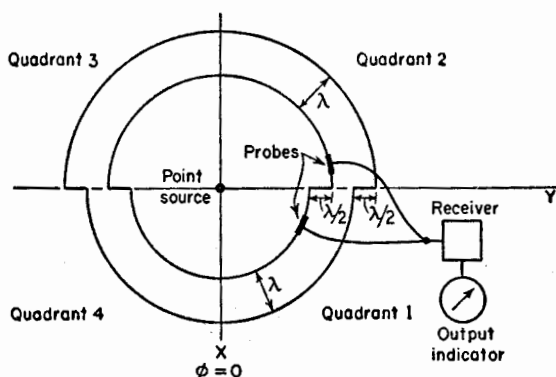 Quadrant 3
Quadrant 2
λ
Probes
Point
source
Y
λ/2
λ/2
Receiver
λ
Quadrant 4
Quadrant 1
Output
indicator
X
ϕ=0